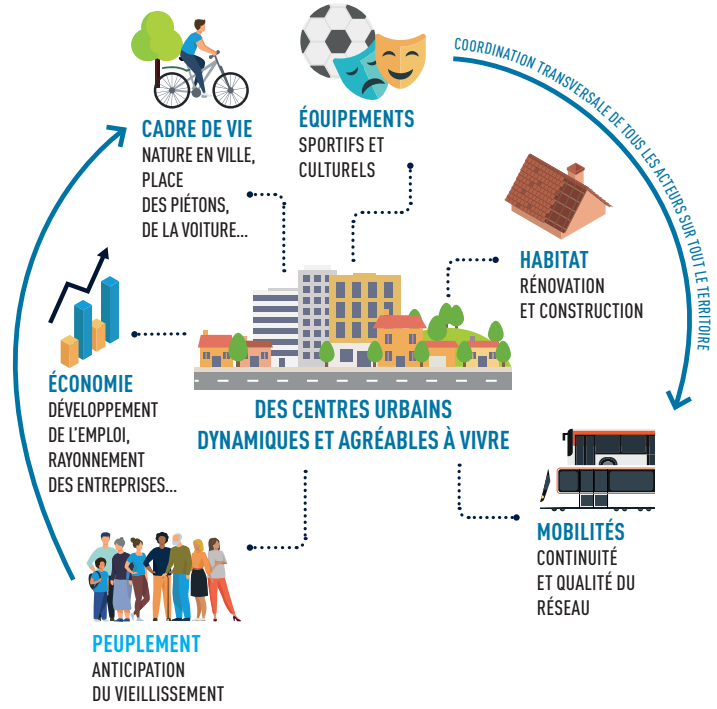 CADRE DE VIE
NATURE EN VILLE,
PLACE
DES PIÉTONS,
DE LA VOITURE...
ÉQUIPEMENTS
SPORTIFS ET
CULTURELS
COORDINATION TRANSVERSALE DE TOUS LES ACTEURS SUR TOUT LE TERRITOIRE
HABITAT
RÉNOVATION
ET CONSTRUCTION
ÉCONOMIE
DÉVELOPPEMENT
DE L'EMPLOI,
RAYONNEMENT
DES ENTREPRISES...
DES CENTRES URBAINS
DYNAMIQUES ET AGRÉABLES À VIVRE
MOBILITÉS
CONTINUITÉ
ET QUALITÉ DU
RÉSEAU
PEUPLEMENT
ANTICIPATION
DU VIEILLISSEMENT